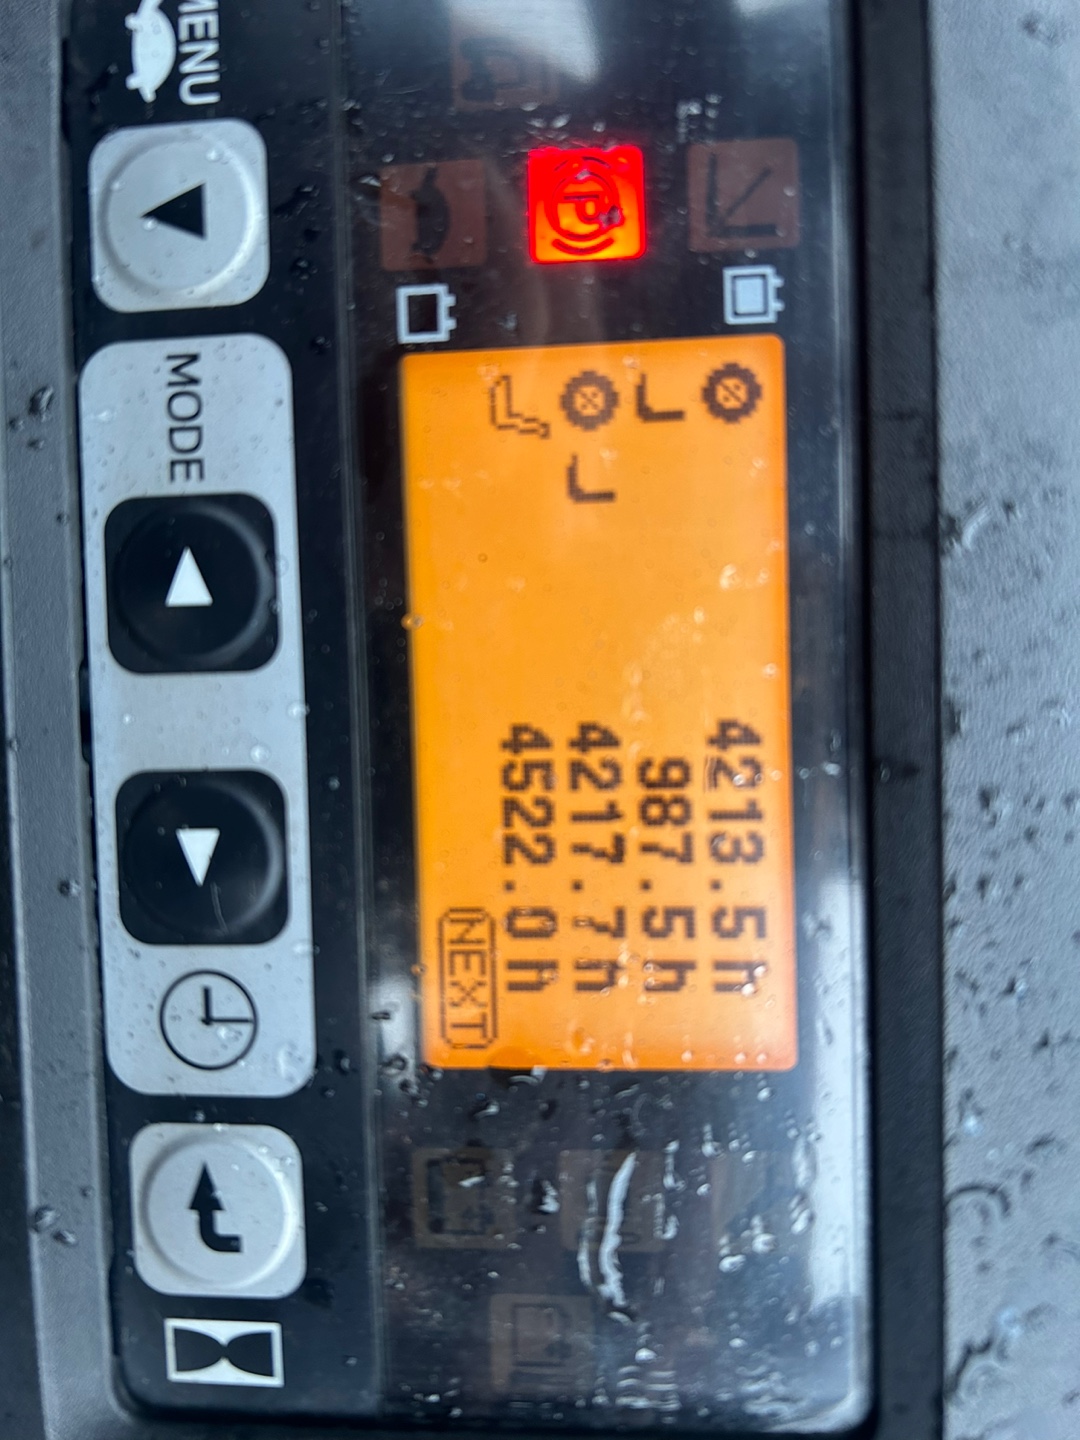 4213.5h
987.5h
4217.7h
4522.0h
NEXT
P
MENU
MODE